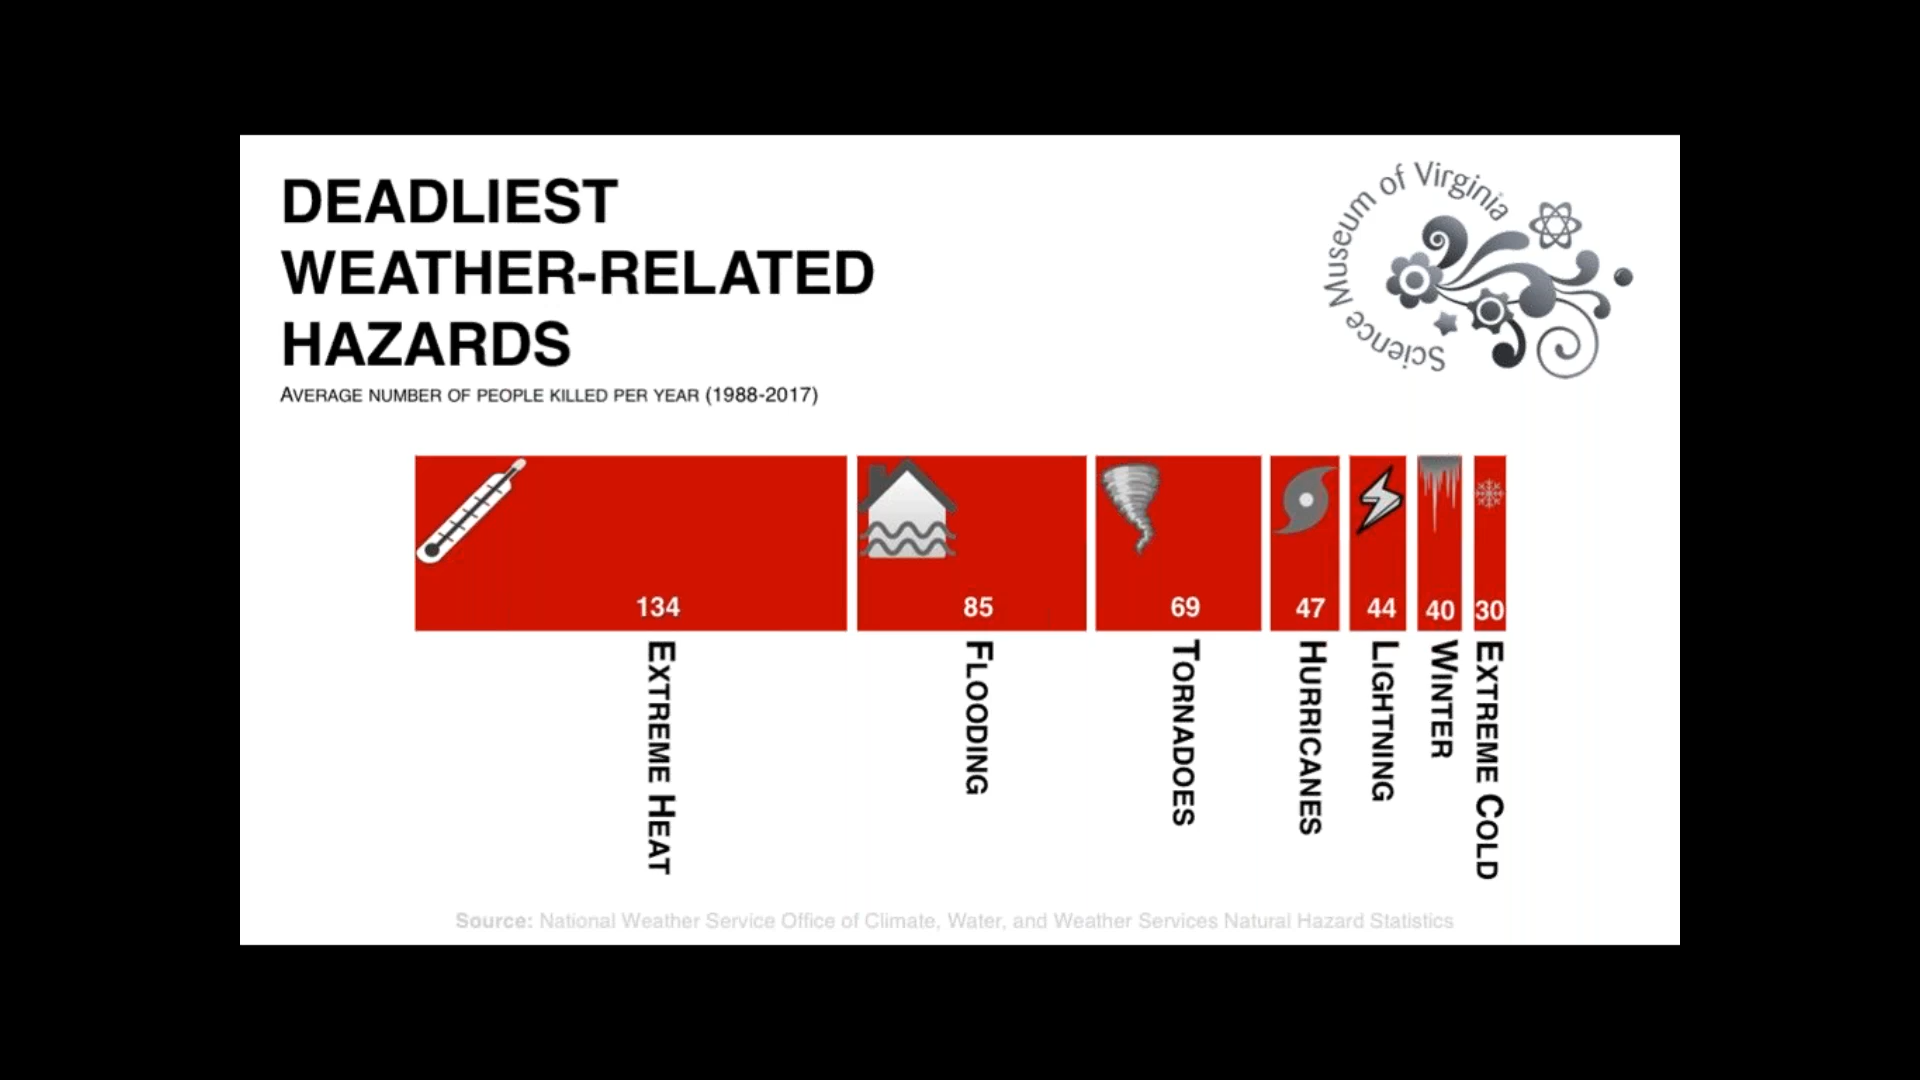 DEADLIEST
WEATHER-RELATED
HAZARDS
AVERAGE NUMBER OF PEOPLE KILLED PER YEAR (1988-2017)
Science Museum of Virginia
134
85
69
47
44
40
30
EXTREME HEAT
FLOODING
TORNADOES
HURRICANES
LIGHTNING
WINTER
EXTREME COLD
Source: National Weather Service Office of Climate, Water, and Weather Services Natural Hazard Statistics